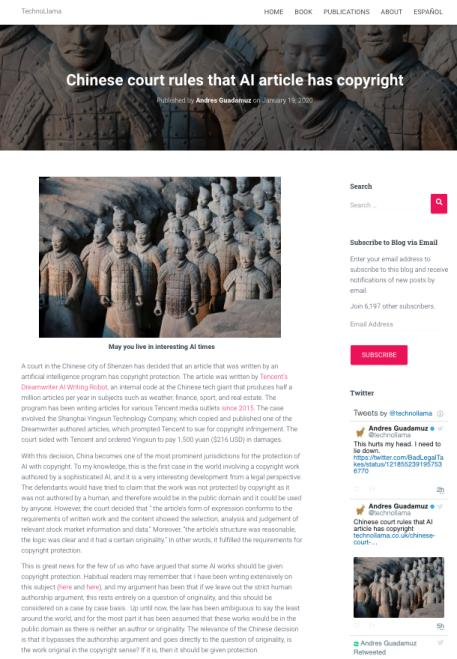 TechnoLlama
HOME BOOK PUBLICATIONS ABOUT ESPAÑOL
Chinese court rules that AI article has copyright
Published by Andres Guadamuz on January 19, 2020
May you live in interesting AI times
A court in the Chinese city of Shenzen has decided that an article that was written by an
artificial intelligence program has copyright protection. The article was written by Tencent's
Dreamwriter AI Writing Robot, an internal code at the Chinese tech giant that produces half a
million articles per year in subjects such as weather, finance, sport, and real estate. The
program has been writing articles for various Tencent media outlets since 2015. The case
involved the Shanghai Yingxun Technology Company, which copied and published one of the
Dreamwriter authored articles, which prompted Tencent to sue for copyright infringement. The
court sided with Tencent and ordered Yingxun to pay 1,500 yuan ($216 USD) in damages.
With this decision, China becomes one of the most prominent jurisdictions for the protection of
AI with copyright. To my knowledge, this is the first case in the world involving a copyright work
authored by a sophisticated AI, and it is a very interesting development from a legal perspective.
The defendants would have tried to claim that the work was not protected by copyright as it
was not authored by a human, and therefore would be in the public domain and it could be used
by anyone. However, the court decided that " the article's form of expression conforms to the
requirements of written work and the content showed the selection, analysis and judgement of
relevant stock market information and data." Moreover, "the article's structure was reasonable,
the logic was clear and it had a certain originality." In other words, it fulfilled the requirements for
copyright protection.
This is great news for the few of us who have argued that some AI works should be given
copyright protection. Habitual readers may remember that I have been writing extensively on
this subject (here and here), and my argument has been that if we leave out the strict human
authorship argument, this rests entirely on a question of originality, and this should be
considered on a case by case basis. Up until now, the law has been ambiguous to say the least
around the world, and for the most part it has been assumed that these works would be in the
public domain as there is neither an author or originality. The relevance of the Chinese decision
is that it bypasses the authorship argument and goes directly to the question of originality, is
the work original in the copyright sense? If it is, then it should be given protection.
Search
Search …
Subscribe to Blog via Email
Enter your email address to
subscribe to this blog and receive
notifications of new posts by
email.
Join 6,197 other subscribers.
Email Address
SUBSCRIBE
Twitter
Tweets by @technollama
Andres Guadamuz
@technollama
This hurts my head. I need to
lie down.
https://twitter.com/BadLegalTa
kes/status/121855239195753
6770
2h
Andres Guadamuz
@technollama
Chinese court rules that AI
article has copyright
technollama.co.uk/chinese-
court-…
5h
Andres Guadamuz
Retweeted